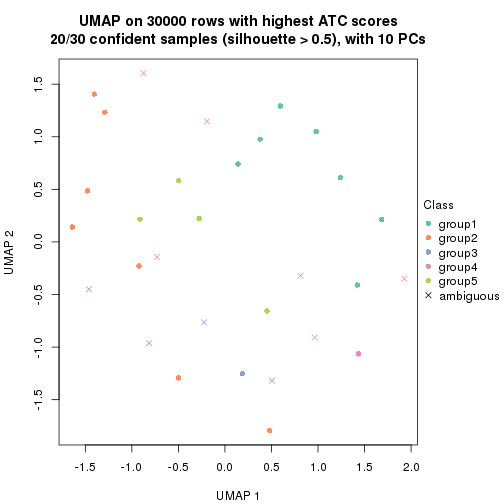 UMAP on 30000 rows with highest ATC scores
20/30 confident samples (silhouette > 0.5), with 10 PCs
1.5
1.0
0.5
0.0
-0.5
-1.0
-1.5
UMAP 2
-1.5 -1.0 -0.5 0.0 0.5 1.0 1.5 2.0
UMAP 1
Class
group1
group2
group3
group4
group5
ambiguous